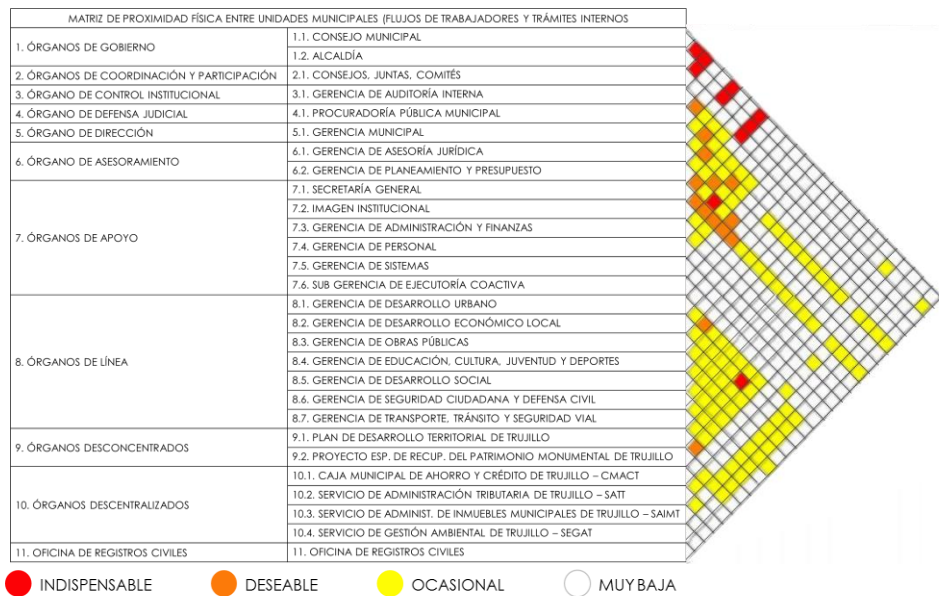 MATRIZ DE PROXIMIDAD FÍSICA ENTRE UNIDADES MUNICIPALES (FLUJOS DE TRABAJADORES Y TRÁMITES INTERNOS
1. ÓRGANOS DE GOBIERNO
1.1. CONSEJO MUNICIPAL
1.2. ALCALDÍA
2. ÓRGANOS DE COORDINACIÓN Y PARTICIPACIÓN
2.1. CONSEJOS, JUNTAS, COMITÉS
3. ÓRGANO DE CONTROL INSTITUCIONAL
3.1. GERENCIA DE AUDITORÍA INTERNA
4. ÓRGANO DE DEFENSA JUDICIAL
4.1. PROCURADORÍA PÚBLICA MUNICIPAL
5. ÓRGANO DE DIRECCIÓN
5.1. GERENCIA MUNICIPAL
6. ÓRGANO DE ASESORAMIENTO
6.1. GERENCIA DE ASESORÍA JURÍDICA
6.2. GERENCIA DE PLANEAMIENTO Y PRESUPUESTO
7. ÓRGANOS DE APOYO
7.1. SECRETARÍA GENERAL
7.2. IMAGEN INSTITUCIONAL
7.3. GERENCIA DE ADMINISTRACIÓN Y FINANZAS
7.4. GERENCIA DE PERSONAL
7.5. GERENCIA DE SISTEMAS
7.6. SUB GERENCIA DE EJECUTORÍA COACTIVA
8. ÓRGANOS DE LÍNEA
8.1. GERENCIA DE DESARROLLO URBANO
8.2. GERENCIA DE DESARROLLO ECONÓMICO LOCAL
8.3. GERENCIA DE OBRAS PÚBLICAS
8.4. GERENCIA DE EDUCACIÓN, CULTURA, JUVENTUD Y DEPORTES
8.5. GERENCIA DE DESARROLLO SOCIAL
8.6. GERENCIA DE SEGURIDAD CIUDADANA Y DEFENSA CIVIL
8.7. GERENCIA DE TRANSPORTE, TRÁNSITO Y SEGURIDAD VIAL
9. ÓRGANOS DESCONCENTRADOS
9.1. PLAN DE DESARROLLO TERRITORIAL DE TRUJILLO
9.2. PROYECTO ESP. DE RECUP. DEL PATRIMONIO MONUMENTAL DE TRUJILLO
10. ÓRGANOS DESCENTRALIZADOS
10.1. CAJA MUNICIPAL DE AHORRO Y CRÉDITO DE TRUJILLO – CMACT
10.2. SERVICIO DE ADMINISTRACIÓN TRIBUTARIA DE TRUJILLO – SATT
10.3. SERVICIO DE ADMINIST. DE INMUEBLES MUNICIPALES DE TRUJILLO – SAIMT
10.4. SERVICIO DE GESTIÓN AMBIENTAL DE TRUJILLO – SEGAT
11. OFICINA DE REGISTROS CIVILES
11. OFICINA DE REGISTROS CIVILES
INDISPENSABLE
DESEABLE
OCASIONAL
MUY BAJA